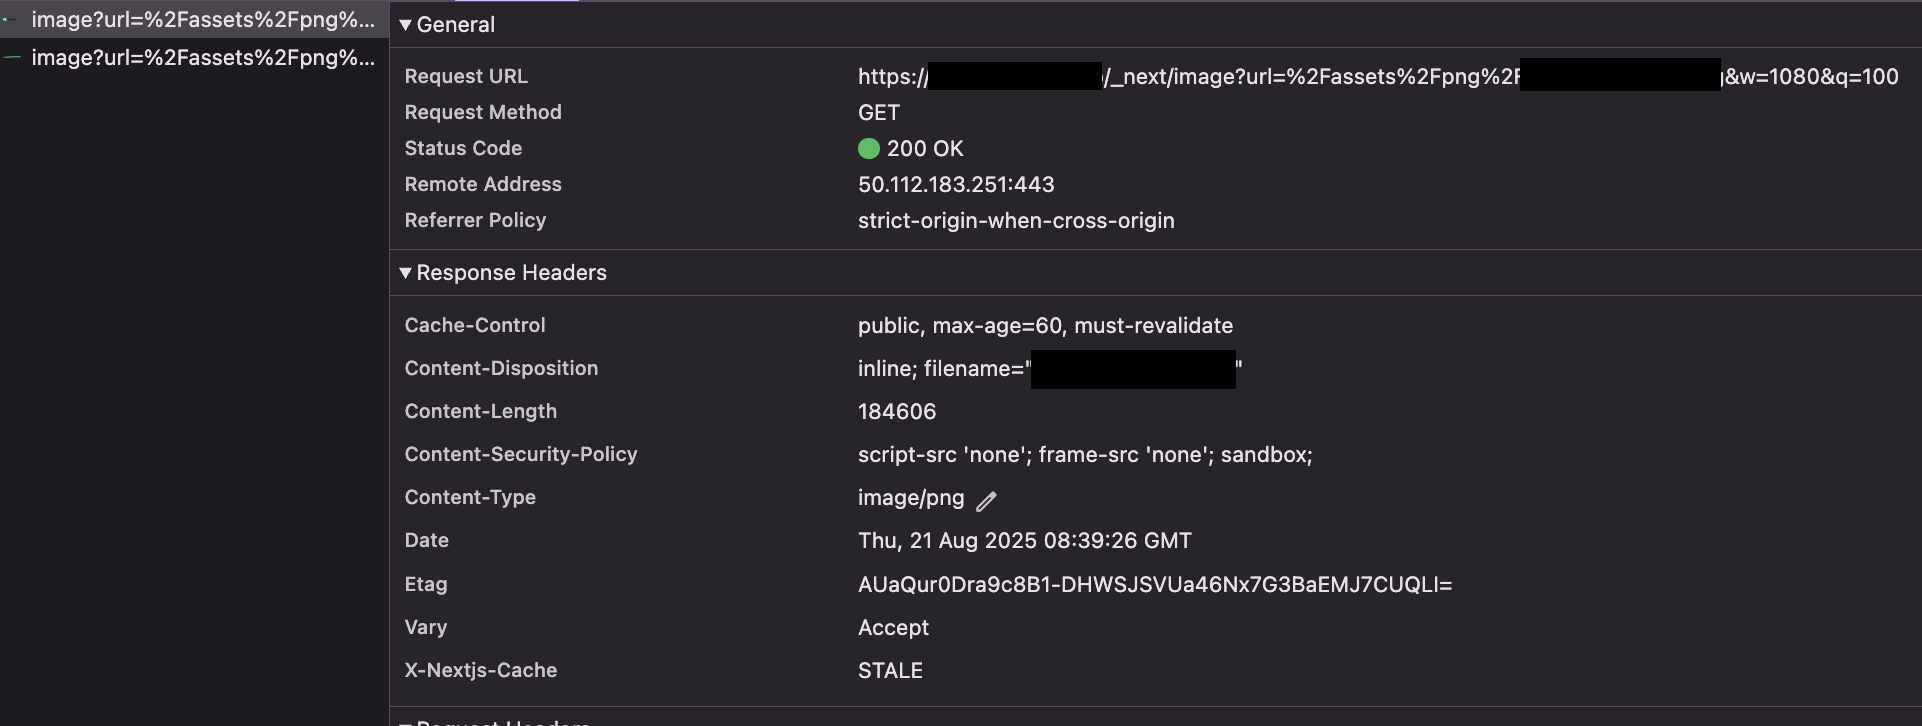 image?url=%2Fassets%2Fpng%...
image?url=%2Fassets%2Fpng%...
General
Request URL https:// /_next/image?url=%2Fassets%2Fpng%2F &w=1080&q=100
Request Method GET
Status Code 200 OK
Remote Address 50.112.183.251:443
Referrer Policy strict-origin-when-cross-origin
Response Headers
Cache-Control public, max-age=60, must-revalidate
Content-Disposition inline; filename=" "
Content-Length 184606
Content-Security-Policy script-src 'none'; frame-src 'none'; sandbox;
Content-Type image/png
Date Thu, 21 Aug 2025 08:39:26 GMT
Etag AUaQur0Dra9c8B1-DHWSJSVUa46Nx7G3BaEMJ7CUQLI=
Vary Accept
X-Nextjs-Cache STALE
Request Headers